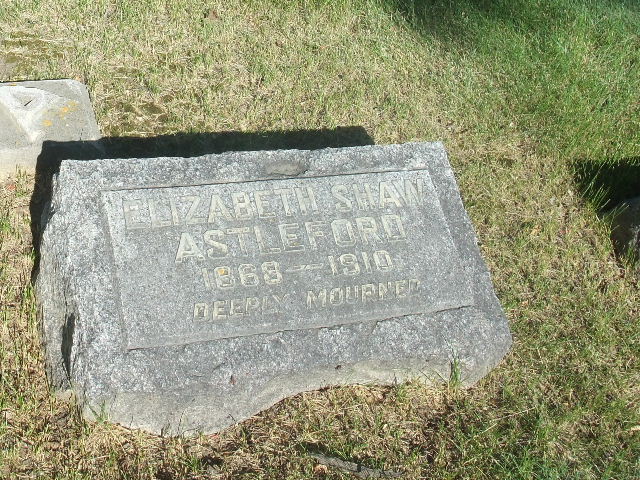 ELIZABETH SHAW
ASTLEFORD
1868—1910
DEEPLY MOURNED